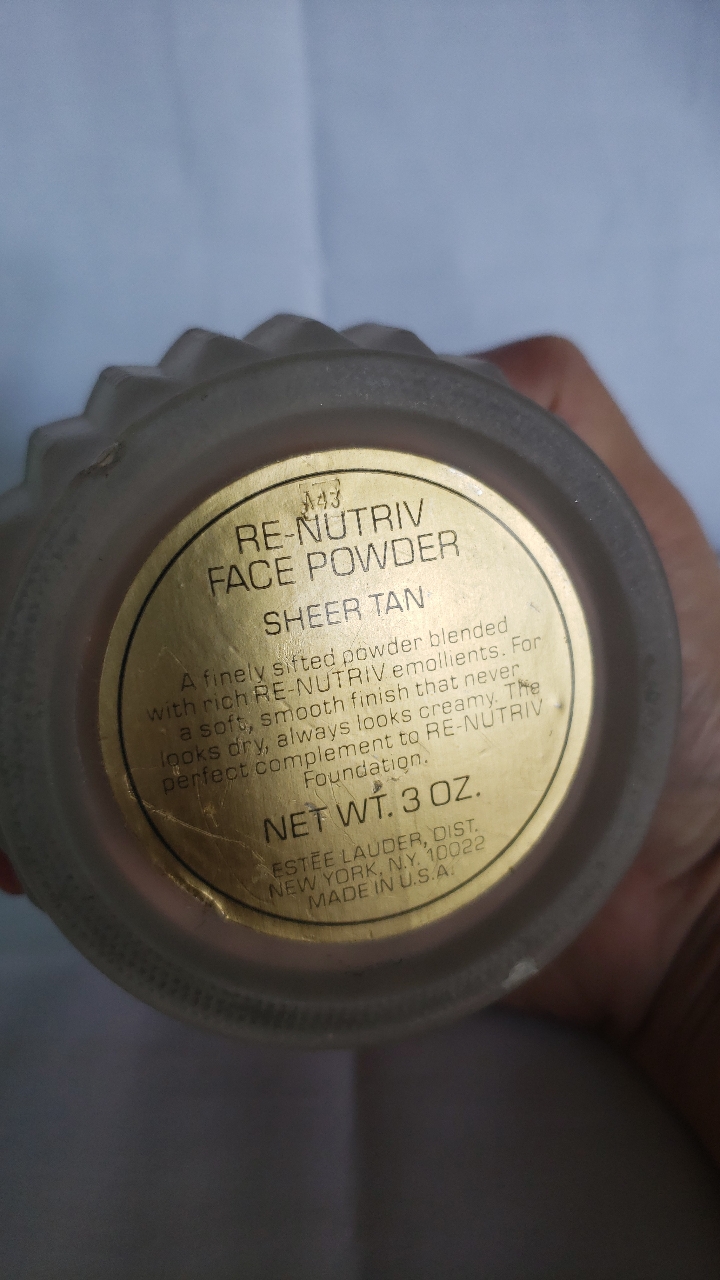 A43
RE-NUTRIV
FACE POWDER
SHEER TAN
A finely sifted powder blended
with rich RE-NUTRIV emollients. For
a soft, smooth finish that never
looks dry, always looks creamy. The
perfect complement to RE-NUTRIV
Foundation.
NET WT. 3 OZ.
ESTĒE LAUDER, DIST.
NEW YORK, N.Y. 10022
MADE IN U.S.A.